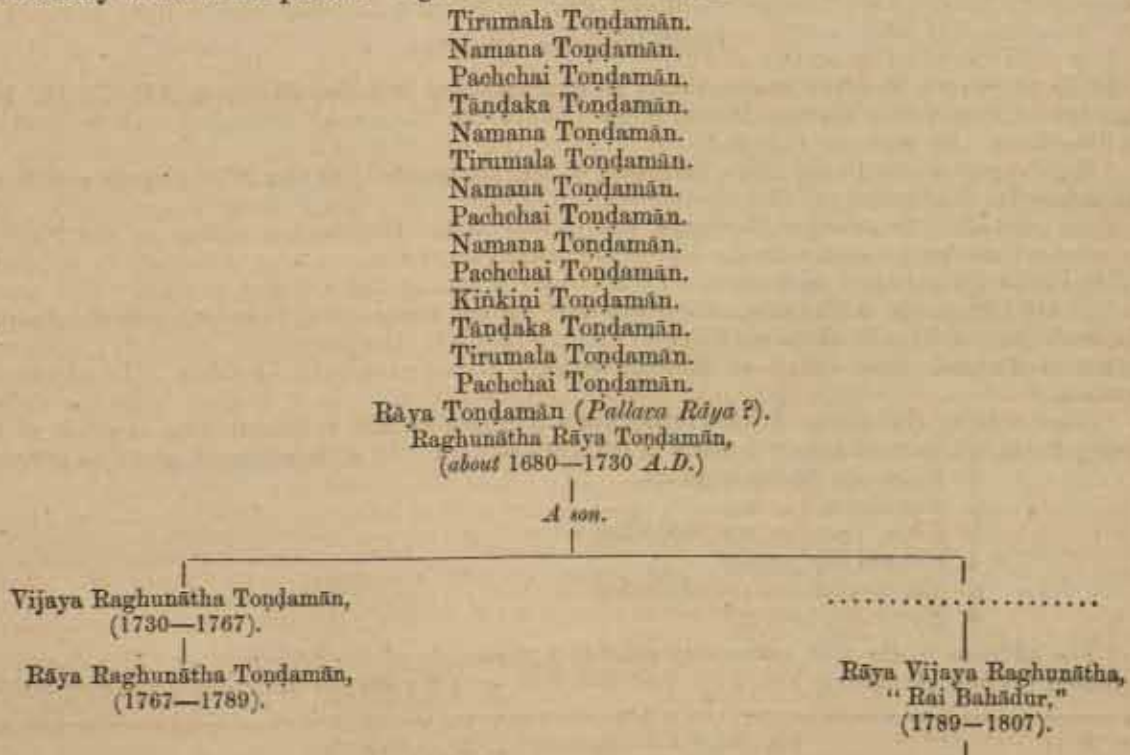 Tirumala Toṇḍamān.
Namana Toṇḍamān.
Pachchai Toṇḍamān.
Tāṇḍaka Toṇḍamān.
Namana Toṇḍamān.
Tirumala Toṇḍamān.
Namana Toṇḍamān.
Pachchai Toṇḍamān.
Namana Toṇḍamān.
Pachchai Toṇḍamān.
Kiṅkiṇi Toṇḍamān.
Tāṇḍaka Toṇḍamān.
Tirumala Toṇḍamān.
Pachchai Toṇḍamān.
Rāya Toṇḍamān (Pallava Râya ?).
Raghunātha Rāya Toṇḍamān,
(about 1680—1730 A.D.)
A son.
Vijaya Raghunātha Toṇḍamān,
(1730—1767).
Rāya Raghunātha Toṇḍamān,
(1767—1789).
......................
Rāya Vijaya Raghunātha,
“ Rai Bahādur,”
(1789—1807).